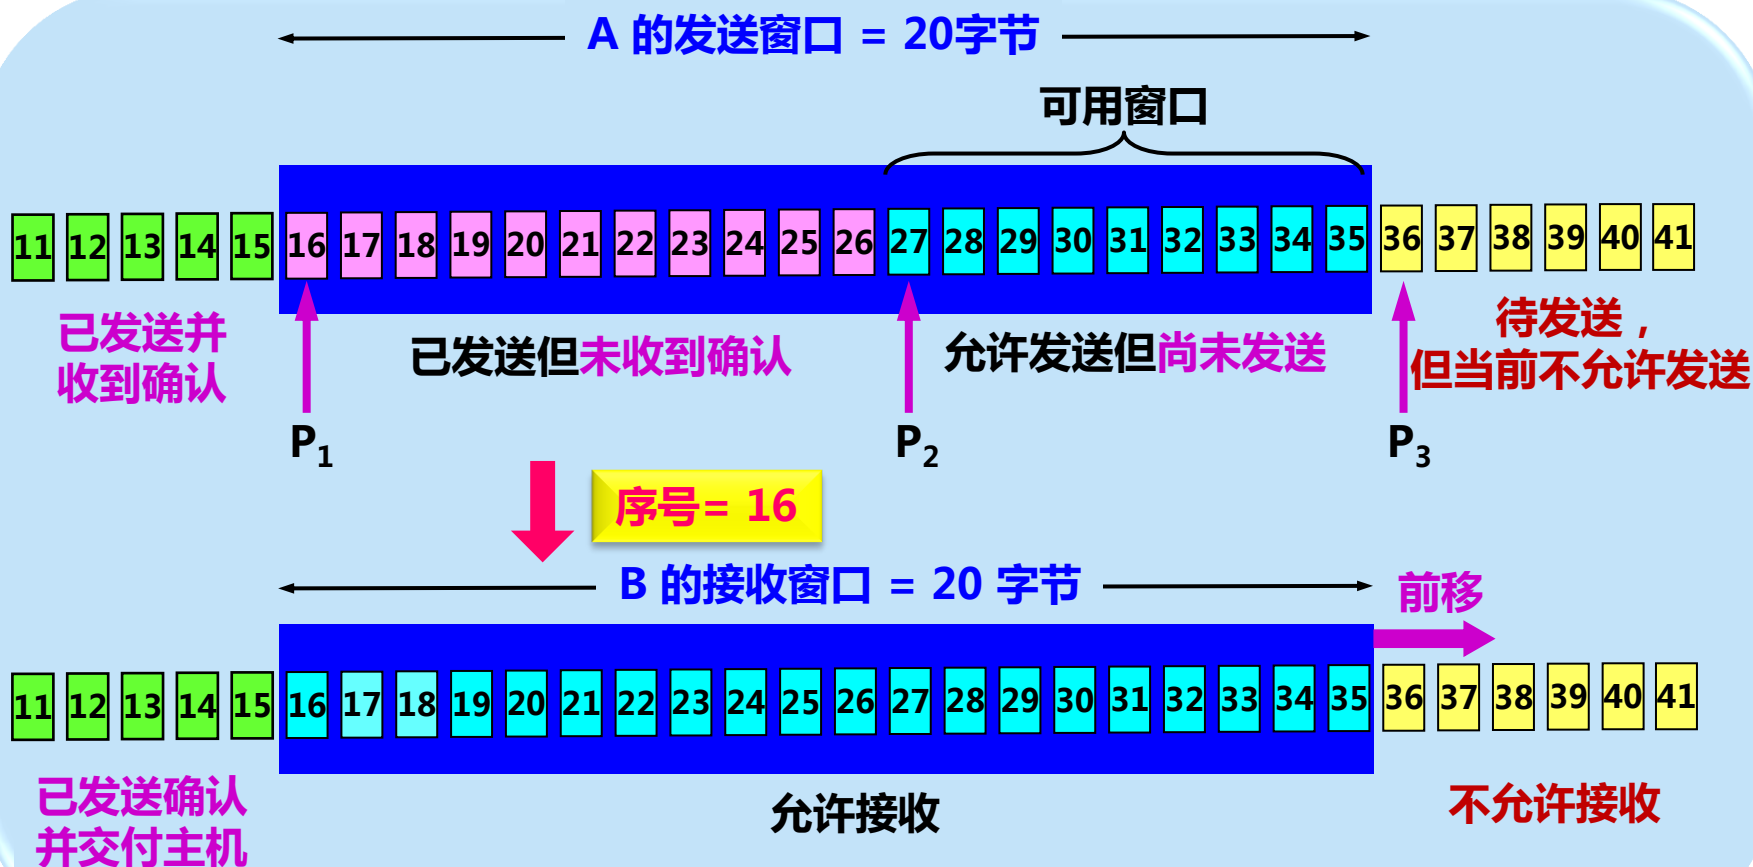 A 的发送窗口 = 20字节
可用窗口
11 12 13 14 15 16 17 18 19 20 21 22 23 24 25 26 27 28 29 30 31 32 33 34 35 36 37 38 39 40 41
已发送并
收到确认
已发送但未收到确认
允许发送但尚未发送
待发送，
但当前不允许发送
P1
P2
P3
序号= 16
B 的接收窗口 = 20 字节
前移
11 12 13 14 15 16 17 18 19 20 21 22 23 24 25 26 27 28 29 30 31 32 33 34 35 36 37 38 39 40 41
已发送确认
并交付主机
允许接收
不允许接收